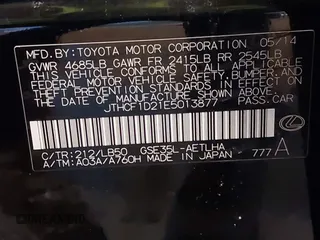 MFD.BY: TOYOTA MOTOR CORPORATION 05/14
GVWR 4685LB GAWR FR 2415LB RR 2545LB
THIS VEHICLE CONFORMS TO ALL APPLICABLE
FEDERAL MOTOR VEHICLE SAFETY, BUMPER, AND
THEFT PREVENTION STANDARDS IN EFFECT ON
THE DATE OF MANUFACTURE SHOWN ABOVE.
JTHCF1D21E5013877
PASS. CAR
C/TR:212/LB50 GSE35L-AETLHA
A/TM:A03A/A760H MADE IN JAPAN 777A